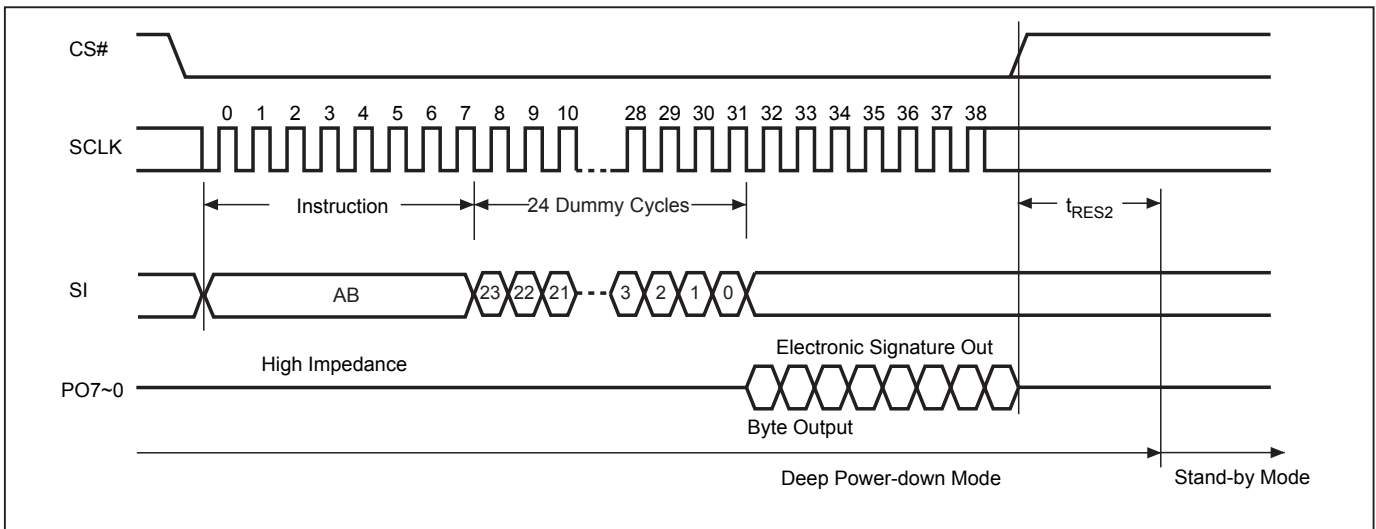 CS#
0 1 2 3 4 5 6 7 8 9 10 28 29 30 31 32 33 34 35 36 37 38
SCLK
Instruction 24 Dummy Cycles tRES2
SI AB 23 22 21 3 2 1 0
High Impedance Electronic Signature Out
PO7~0
Byte Output
Deep Power-down Mode Stand-by Mode